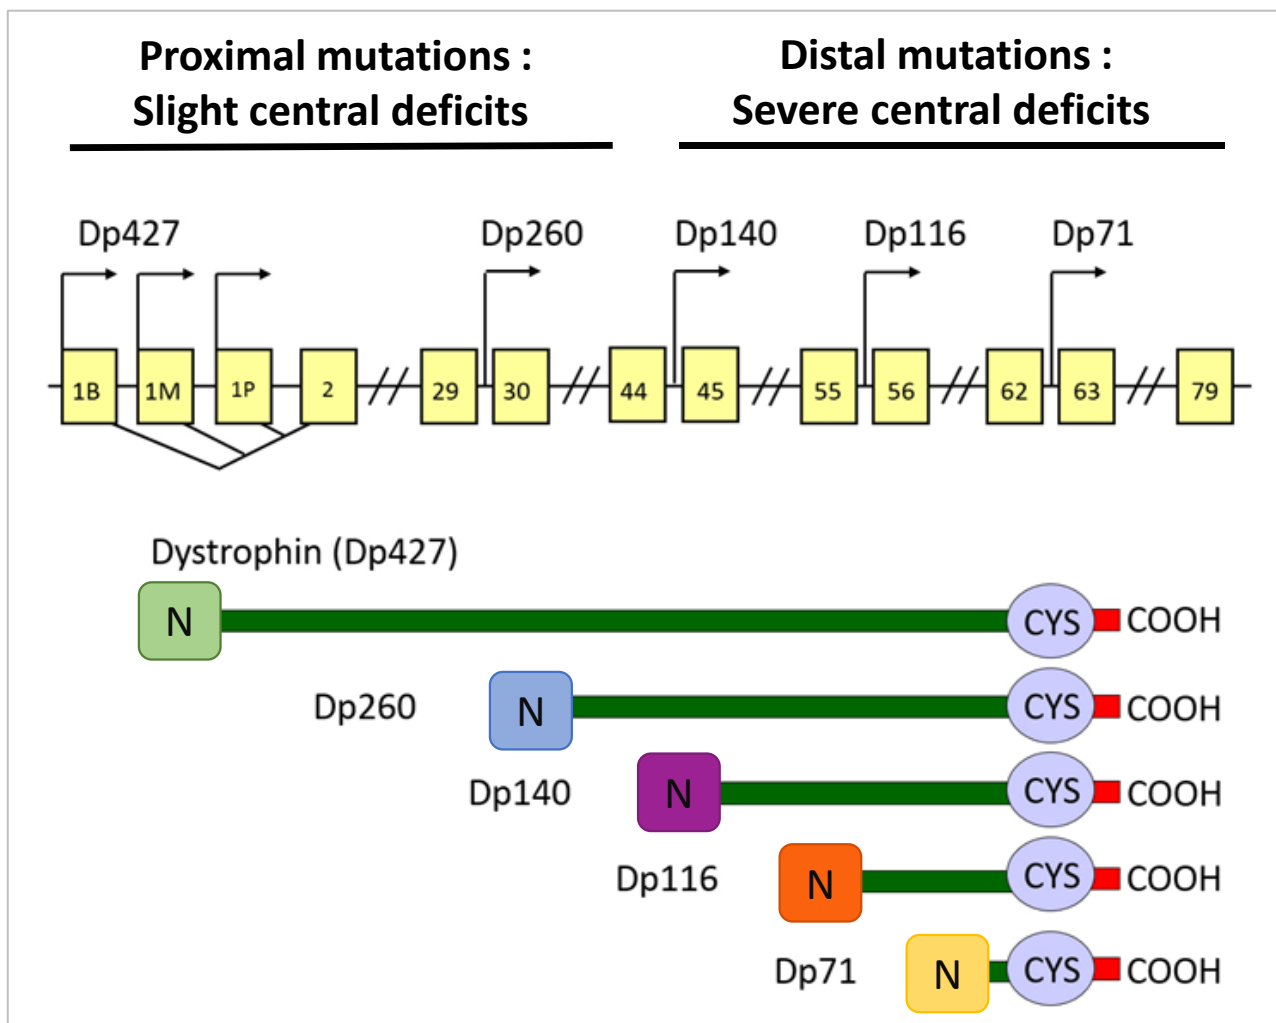 Proximal mutations :
Slight central deficits
Distal mutations :
Severe central deficits
Dp427
Dp260
Dp140
Dp116
Dp71
1B
1M
1P
2
29
30
44
45
55
56
62
63
79
Dystrophin (Dp427)
N
CYS
COOH
Dp260
N
CYS
COOH
Dp140
N
CYS
COOH
Dp116
N
CYS
COOH
Dp71
N
CYS
COOH